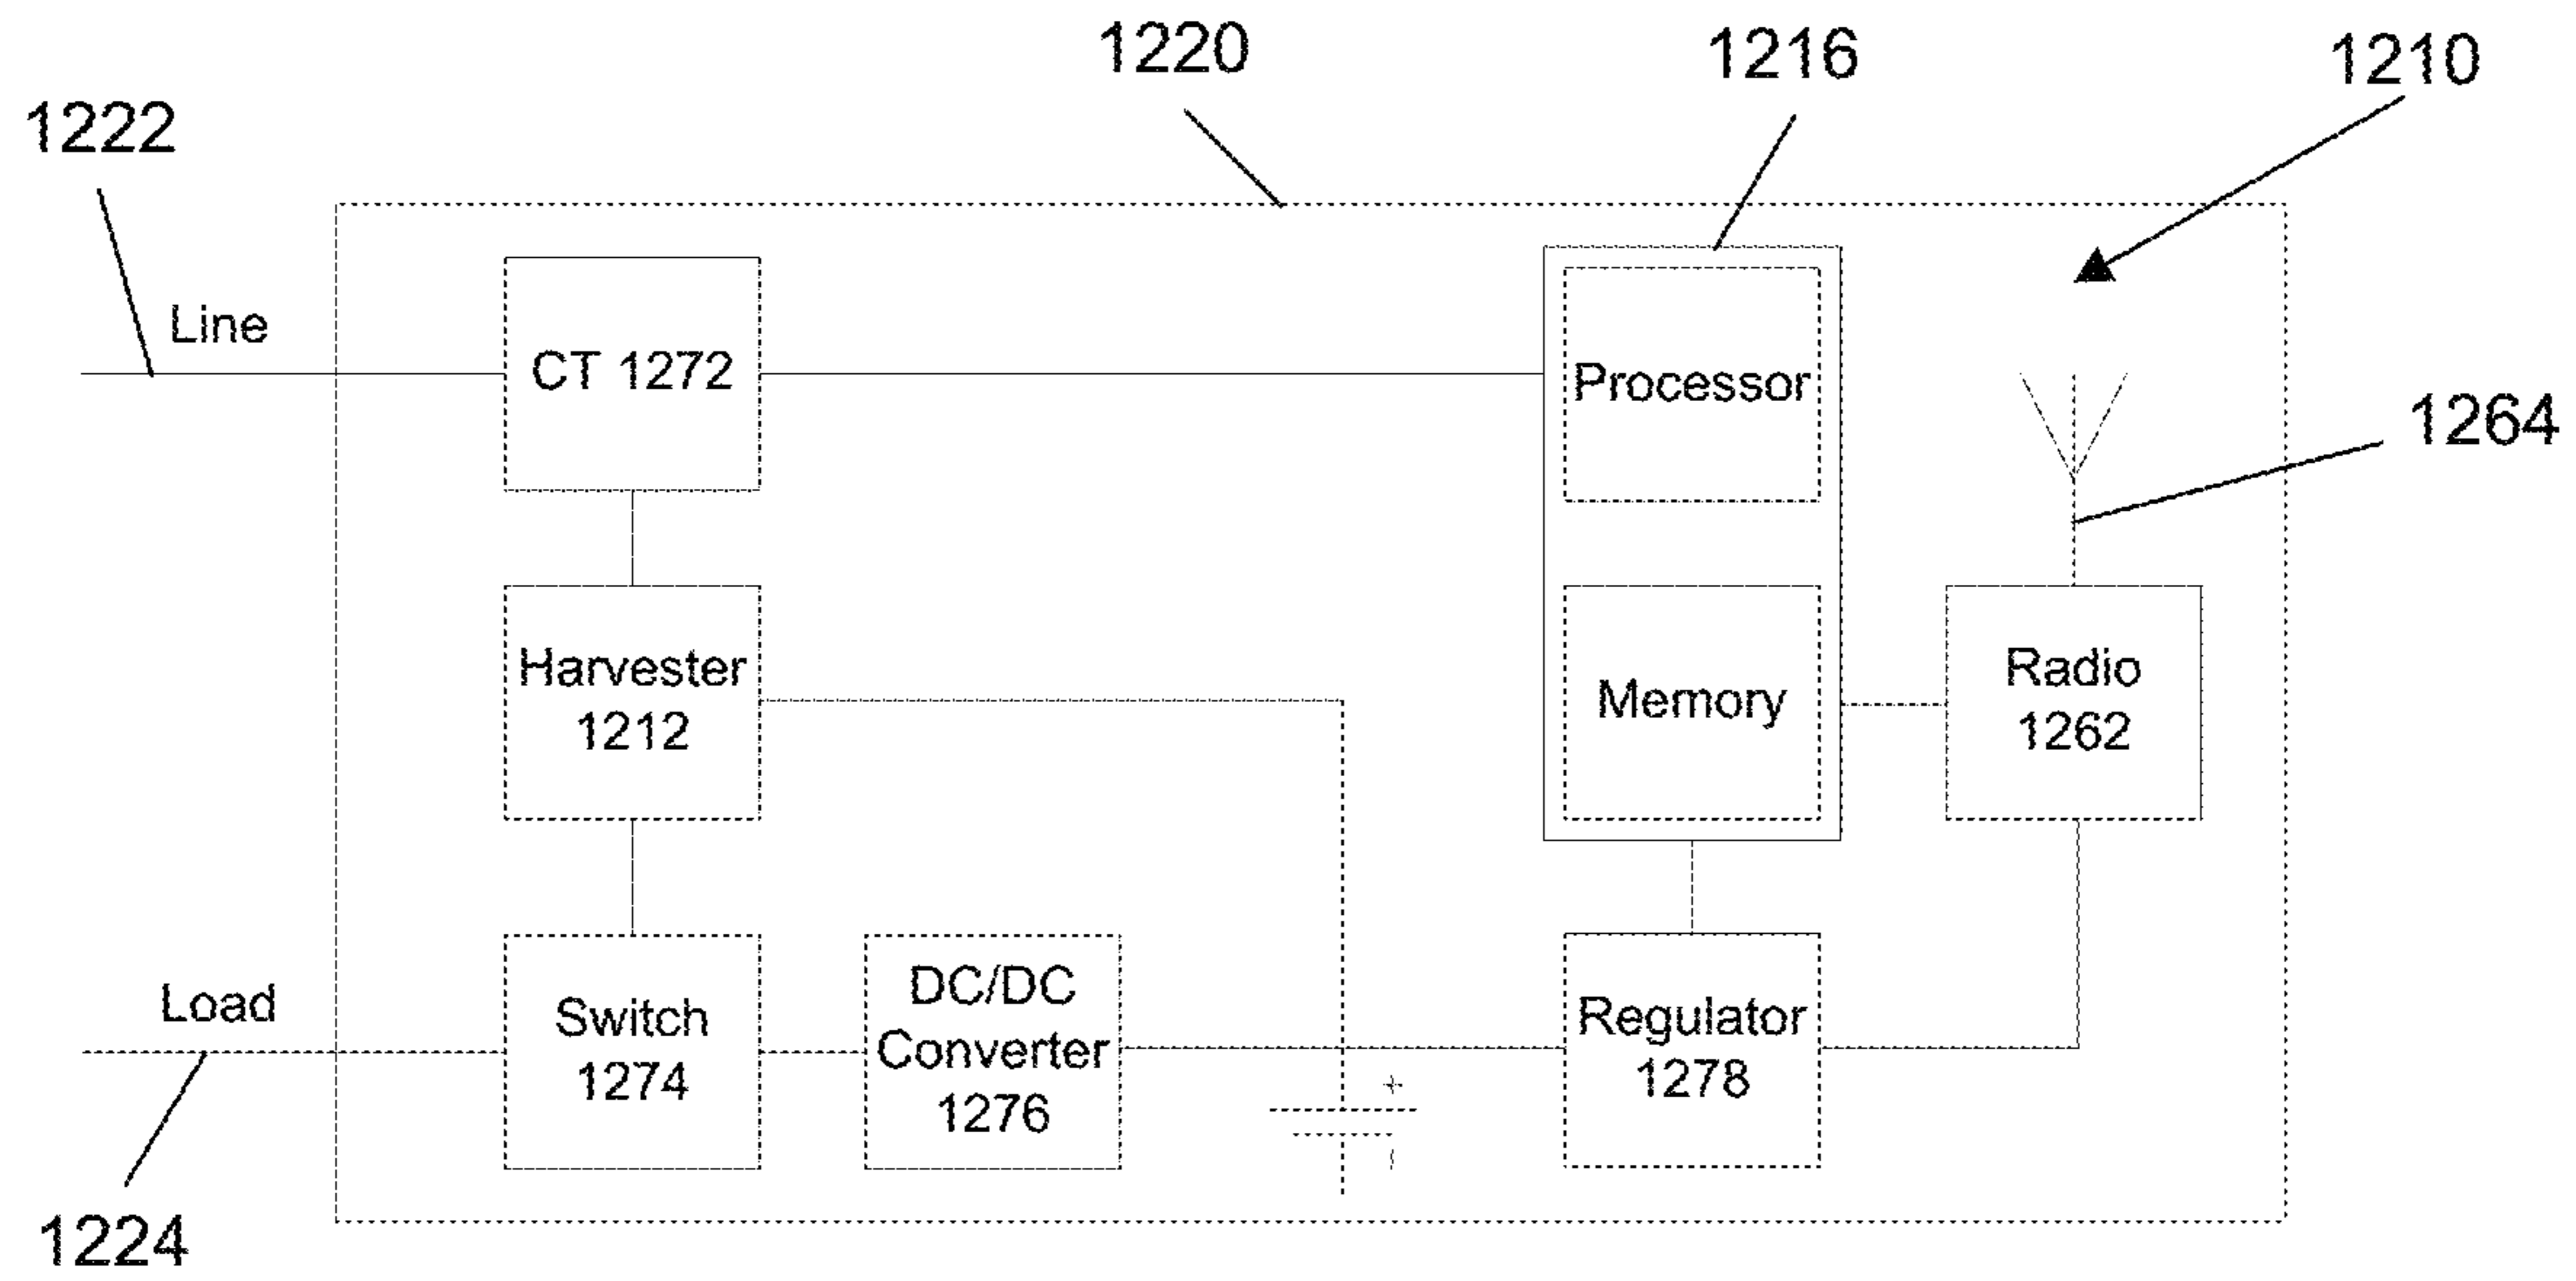 1220
1216
1210
1222
Line
CT 1272
Processor
1264
Harvester
1212
Memory
Radio
1262
Load
Switch
1274
DC/DC
Converter
1276
+
-
Regulator
1278
1224